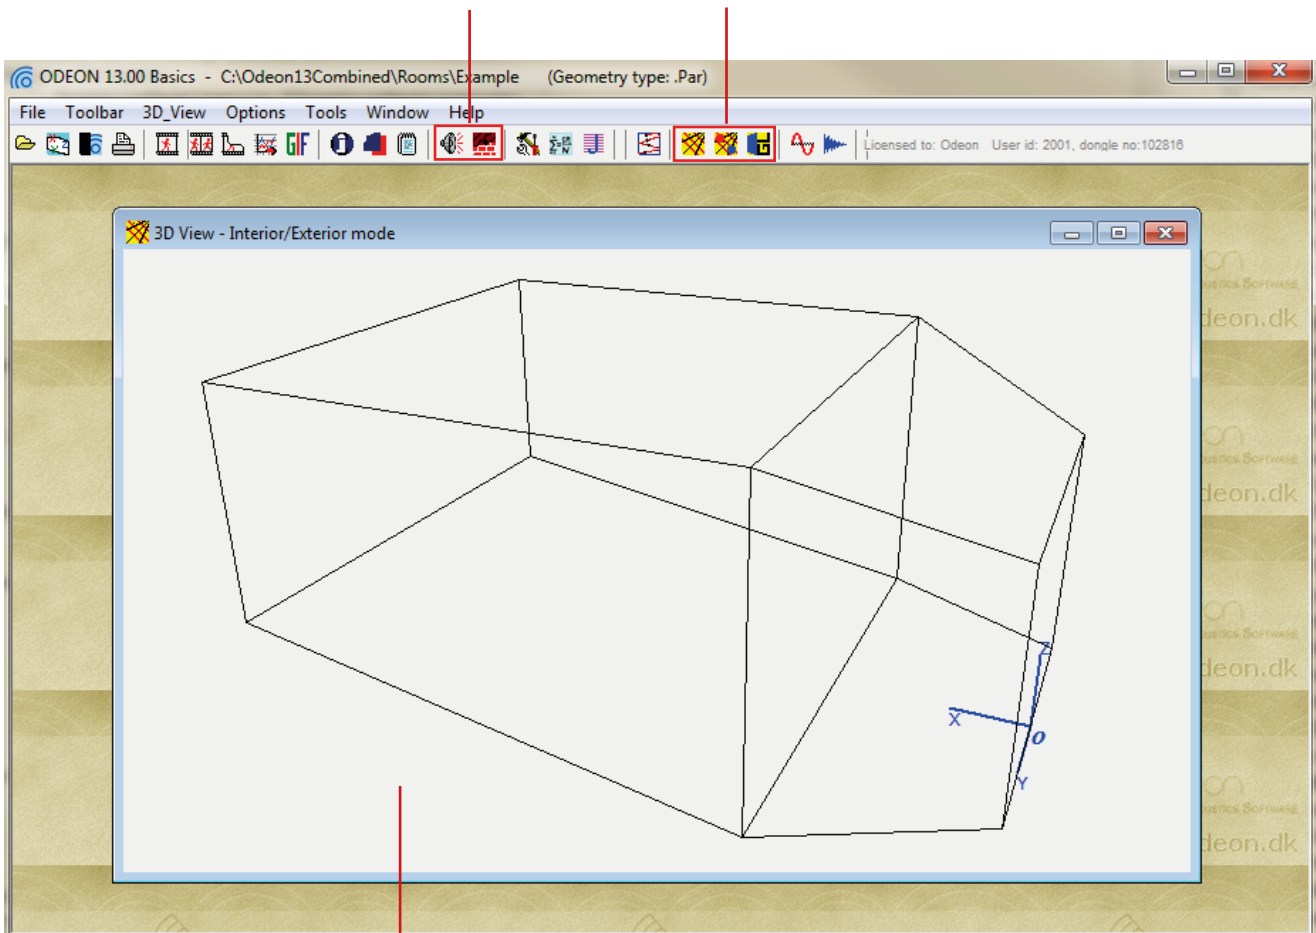 ODEON 13.00 Basics - C:\Odeon13Combined\Rooms\Example (Geometry type: .Par)
File Toolbar 3D_View Options Tools Window Help
GIF
Licensed to: Odeon User id: 2001, dongle no:102816
3D View - Interior/Exterior mode
deon.dk
deon.dk
deon.dk
Z
X
O
Y
deon.dk